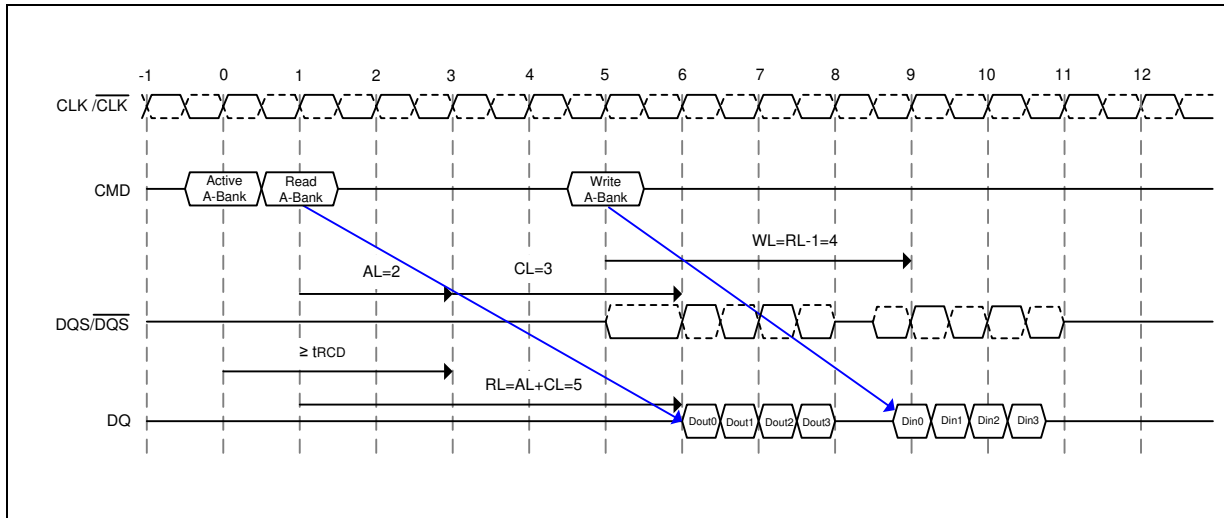 -1 0 1 2 3 4 5 6 7 8 9 10 11 12
CLK /CLK
CMD
Active
A-Bank
Read
A-Bank
Write
A-Bank
WL=RL-1=4
AL=2
CL=3
DQS/DQS
≥ tRCD
RL=AL+CL=5
DQ
Dout0 Dout1 Dout2 Dout3
Din0 Din1 Din2 Din3